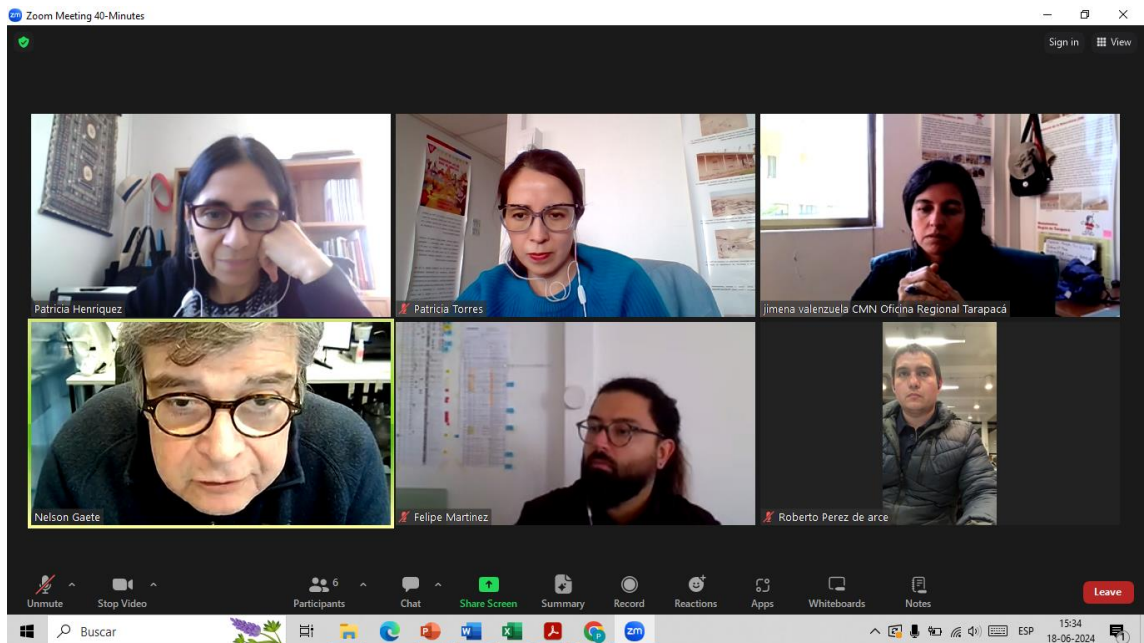 zm Zoom Meeting 40-Minutes
Sign in View
Patricia Henriquez
Patricia Torres
jimena valenzuela CMN Oficina Regional Tarapacá
Nelson Gaete
Felipe Martinez
Roberto Perez de arce
Unmute Stop Video Participants 6 Chat Share Screen Summary Record Reactions Apps Whiteboards Notes Leave
Buscar
zm
ESP
15:34
18-06-2024